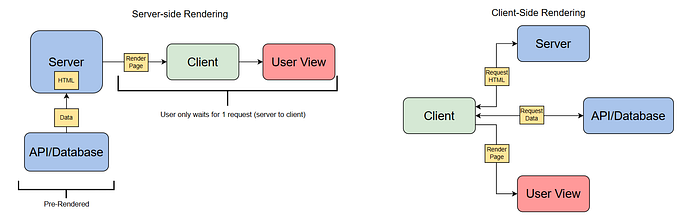 Server-side Rendering
Server
HTML
Render
Page
Client
User View
User only waits for 1 request (server to client)
Data
API/Database
Pre-Rendered
Client-Side Rendering
Server
Request
HTML
Client
Request
Data
API/Database
Render
Page
User View